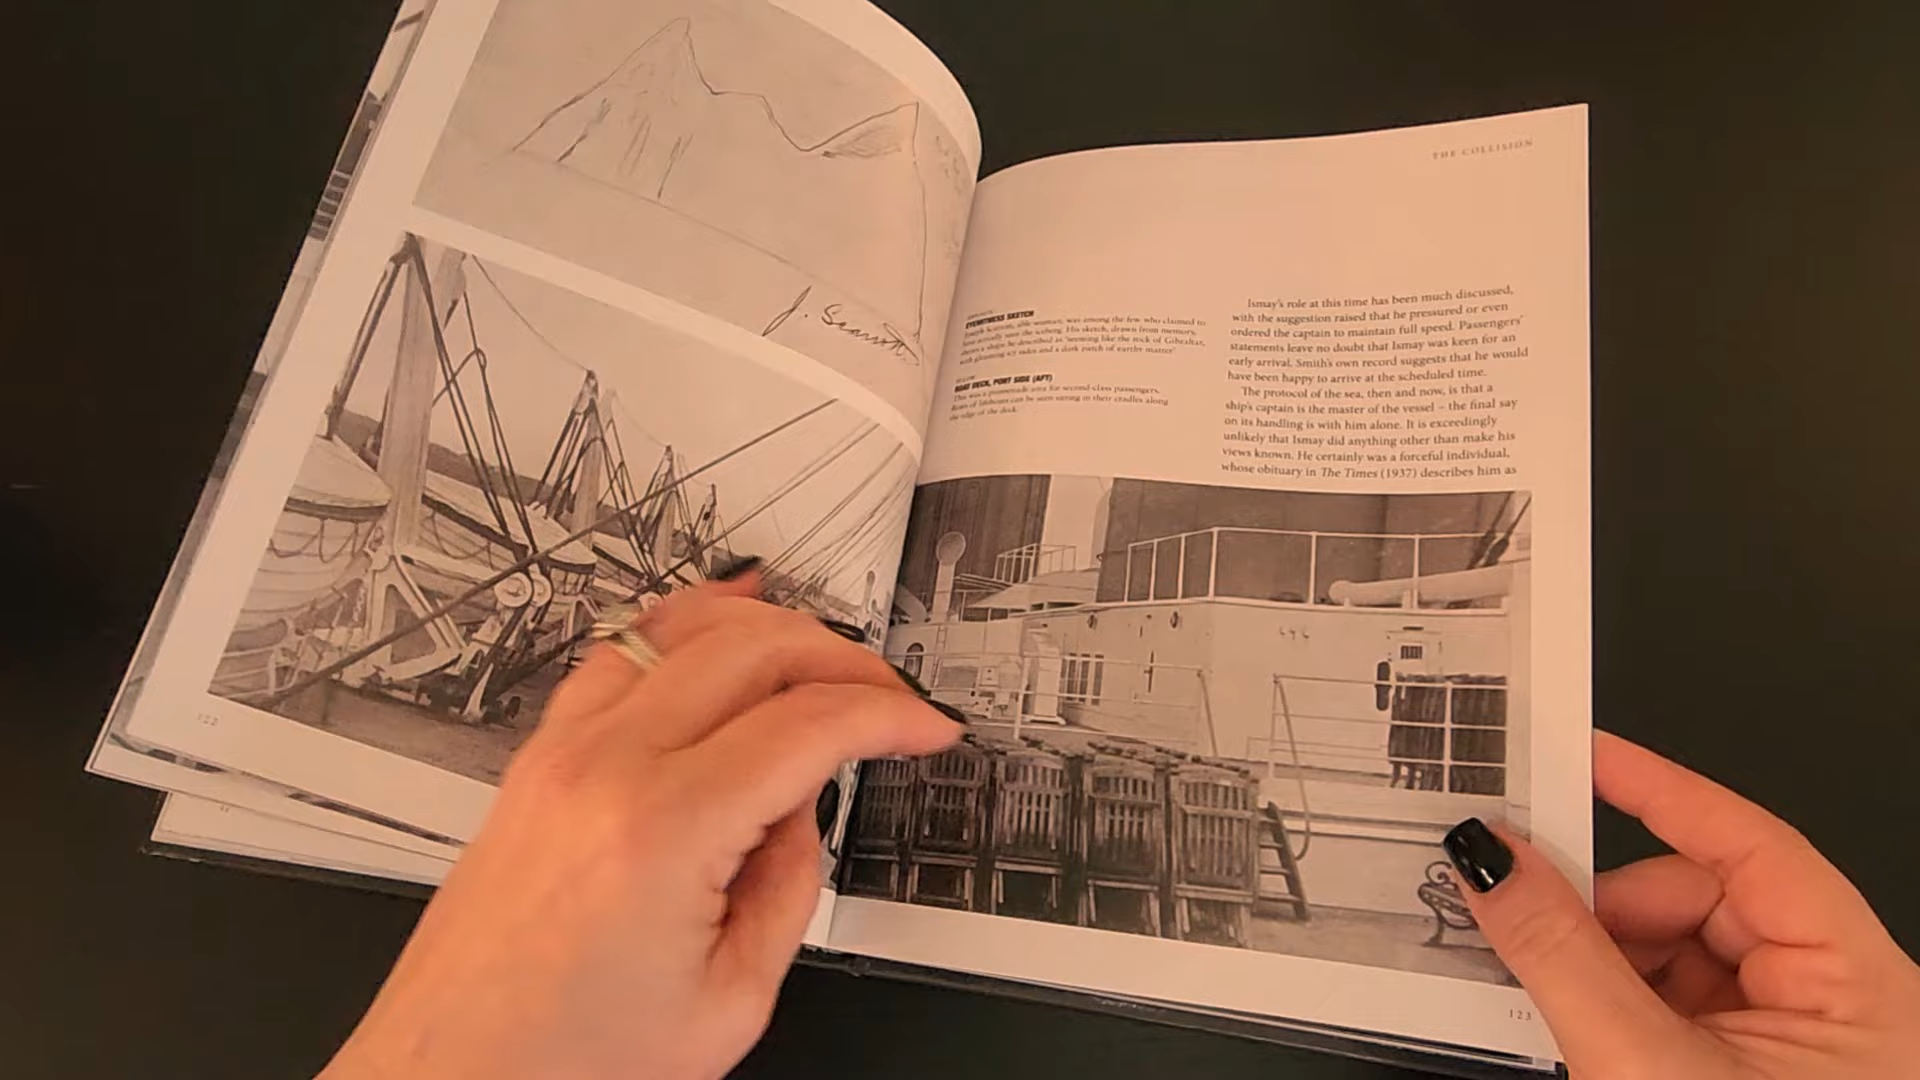 J. Scarrott.
122
THE COLLISION
EYEWITNESS SKETCH
Joseph Scarrott, able seaman, was among the few who claimed to
have actually seen the iceberg. His sketch, drawn from memory,
shows a shape he described as 'seeming like the rock of Gibraltar,
with gleaming icy sides and a dark patch of earthy matter'
BELOW
BOAT DECK, PORT SIDE (AFT)
This was a promenade area for second-class passengers.
Rows of lifeboats can be seen sitting in their cradles along
the edge of the deck.
Ismay's role at this time has been much discussed,
with the suggestion raised that he pressured or even
ordered the captain to maintain full speed. Passengers'
statements leave no doubt that Ismay was keen for an
early arrival. Smith's own record suggests that he would
have been happy to arrive at the scheduled time.
The protocol of the sea, then and now, is that a
ship's captain is the master of the vessel – the final say
on its handling is with him alone. It is exceedingly
unlikely that Ismay did anything other than make his
views known. He certainly was a forceful individual,
whose obituary in The Times (1937) describes him as
123